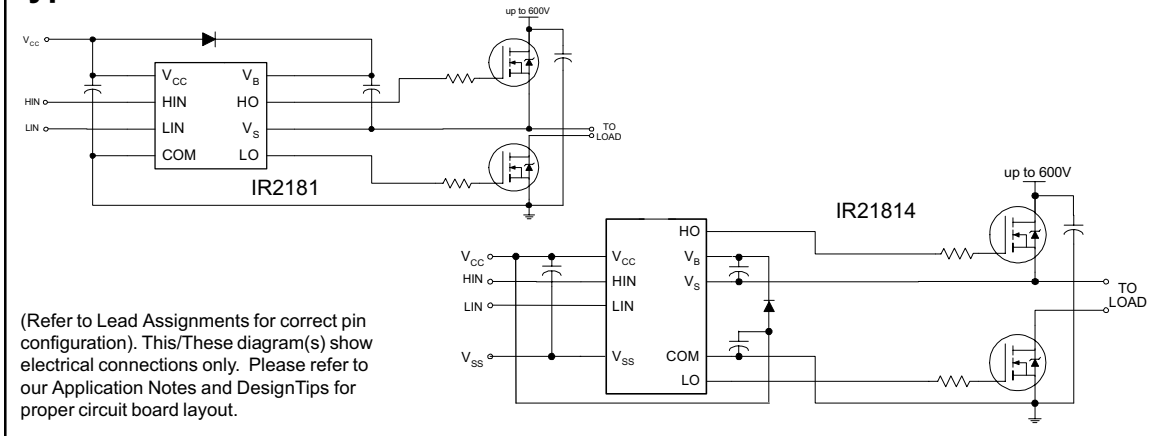 up to 600V
VCC
VCC
VB
HIN
HIN
HO
LIN
LIN
VS
TO
LOAD
COM
LO
IR2181
up to 600V
IR21814
HO
VCC
VCC
VB
HIN
HIN
VS
LIN
LIN
TO
LOAD
VSS
VSS
COM
LO
(Refer to Lead Assignments for correct pin
configuration). This/These diagram(s) show
electrical connections only. Please refer to
our Application Notes and DesignTips for
proper circuit board layout.